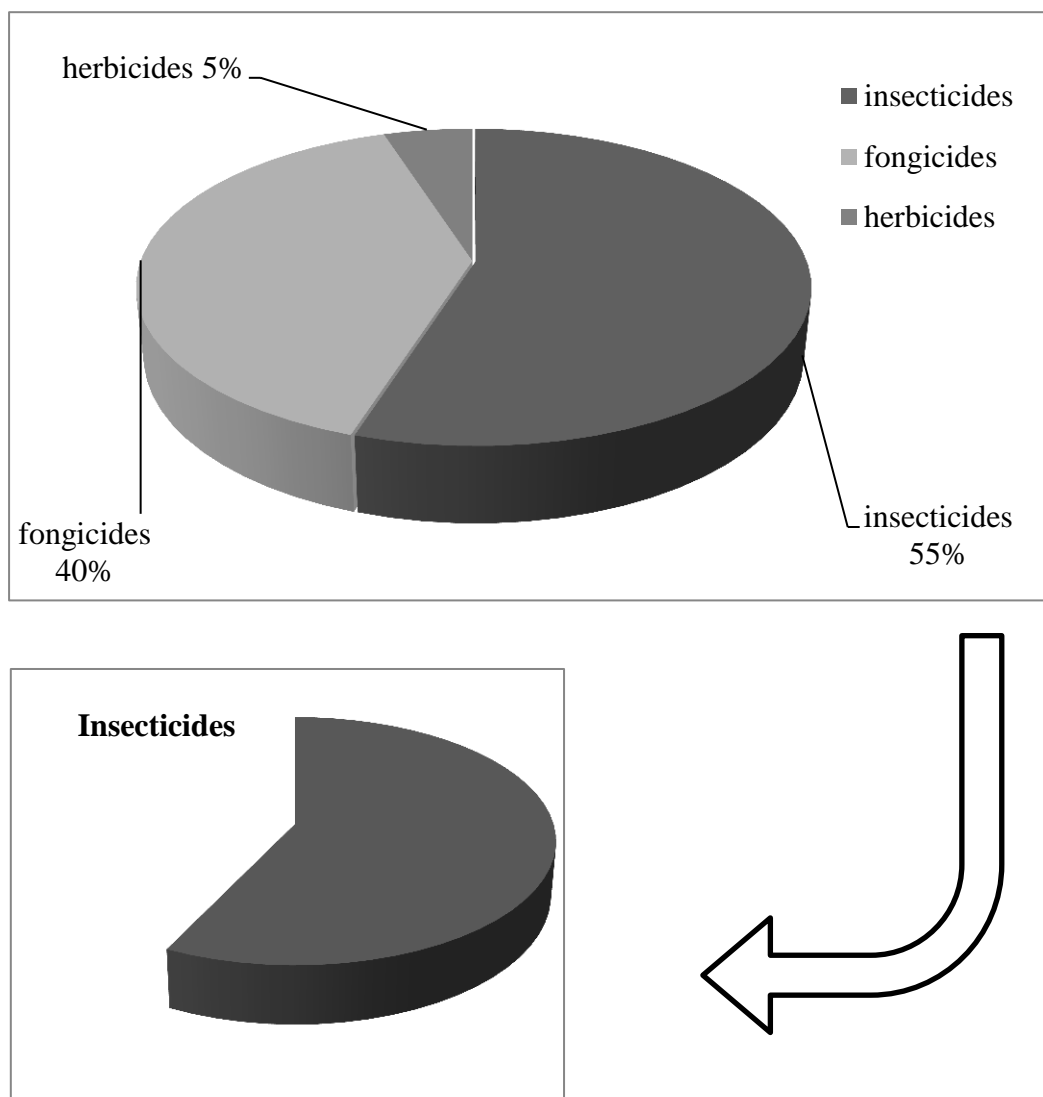 herbicides 5%
insecticides
fongicides
herbicides
fongicides
40%
insecticides
55%
Insecticides